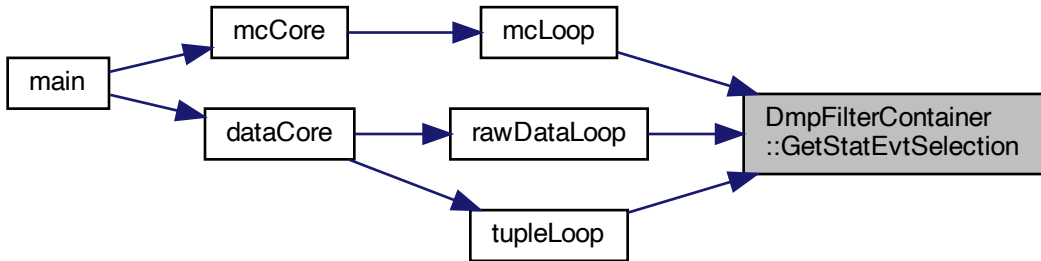 main
mcCore
mcLoop
dataCore
rawDataLoop
tupleLoop
DmpFilterContainer
::GetStatEvtSelection